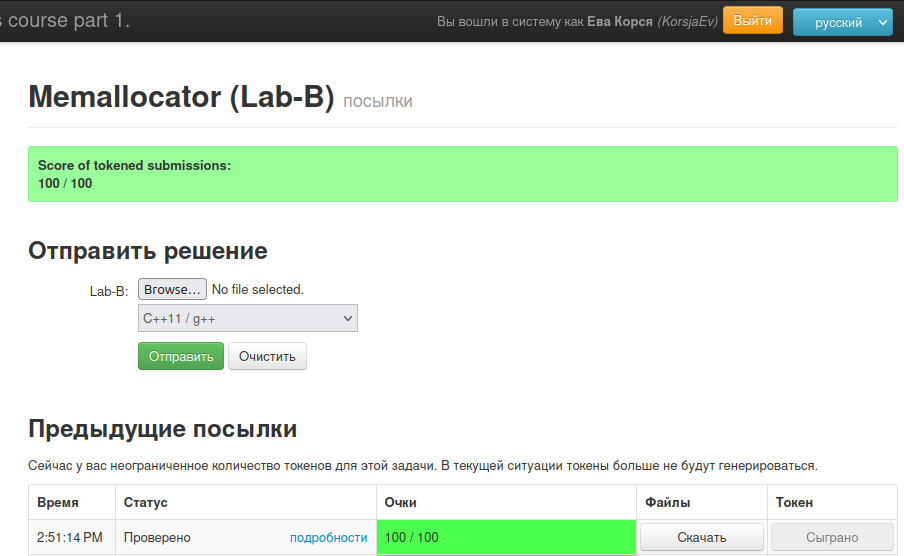 s course part 1.
Вы вошли в систему как Ева Корся (KorsjaEv) Выйти русский
Memallocator (Lab-B) посылки
Score of tokened submissions:
100 / 100
Отправить решение
Lab-B: Browse... No file selected.
C++11 / g++
Отправить Очистить
Предыдущие посылки
Сейчас у вас неограниченное количество токенов для этой задачи. В текущей ситуации токены больше не будут генерироваться.
Время Статус Очки Файлы Токен
2:51:14 PM Проверено подробности 100 / 100 Скачать Сыграно